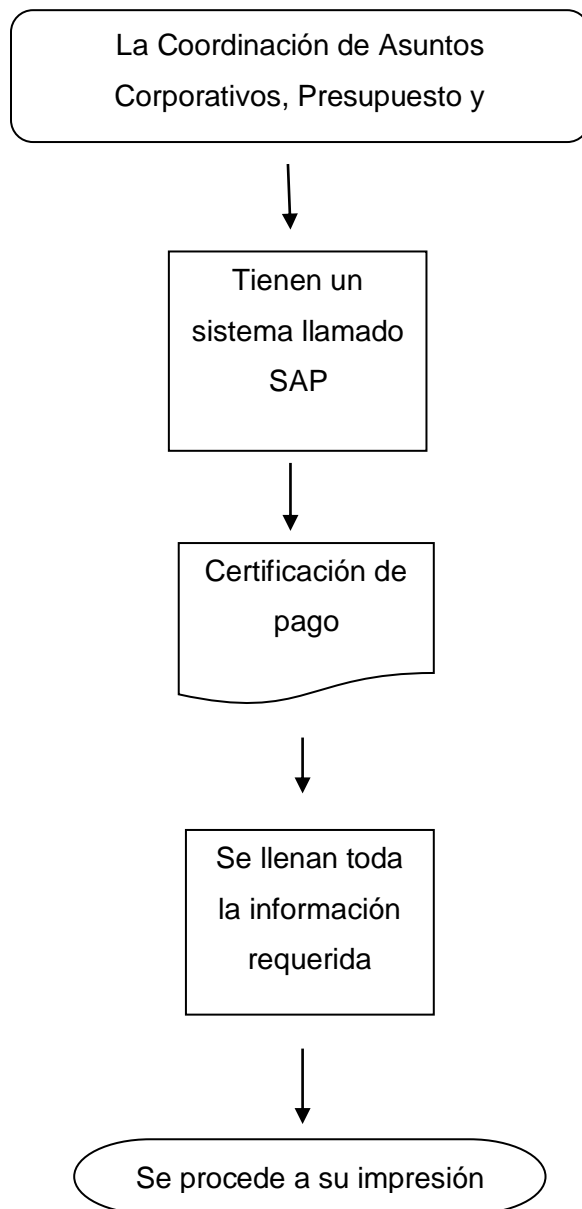 La Coordinación de Asuntos
Corporativos, Presupuesto y
Tienen un
sistema llamado
SAP
Certificación de
pago
Se llenan toda
la información
requerida
Se procede a su impresión